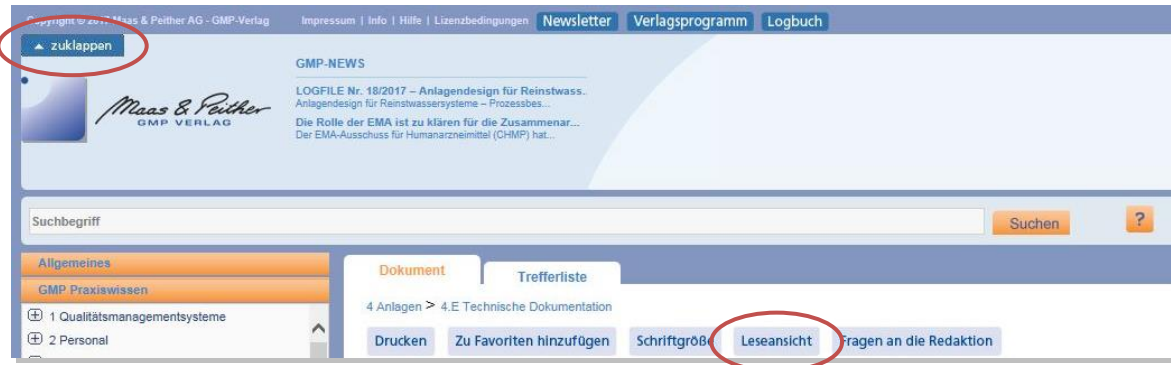 Copyright © 2017 Maas & Peither AG - GMP-Verlag Impressum | Info | Hilfe | Lizenzbedingungen Newsletter Verlagsprogramm Logbuch
zuklappen
GMP-NEWS
LOGFILE Nr. 18/2017 – Anlagendesign für Reinstwass..
Anlagendesign für Reinstwassersysteme – Prozessbes...
Die Rolle der EMA ist zu klären für die Zusammenar...
Der EMA-Ausschuss für Humanarzneimittel (CHMP) hat...
Maas & Peither
GMP VERLAG
Suchbegriff Suchen ?
Allgemeines
GMP Praxiswissen
1 Qualitätsmanagementsysteme
2 Personal
Dokument Trefferliste
4 Anlagen > 4.E Technische Dokumentation
Drucken Zu Favoriten hinzufügen Schriftgröße Leseansicht Fragen an die Redaktion